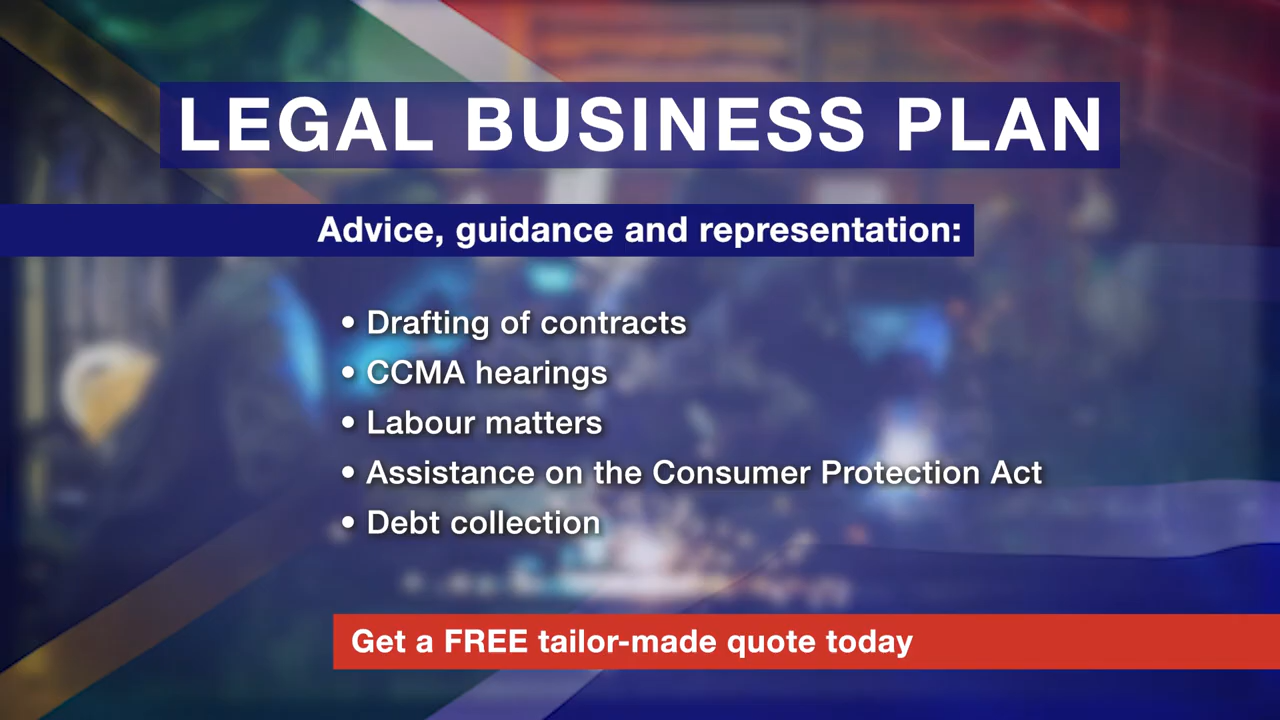 LEGAL BUSINESS PLAN
Advice, guidance and representation:
• Drafting of contracts
• CCMA hearings
• Labour matters
• Assistance on the Consumer Protection Act
• Debt collection
Get a FREE tailor-made quote today